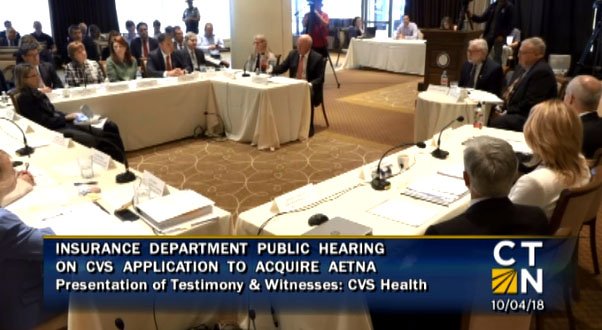 INSURANCE DEPARTMENT PUBLIC HEARING
ON CVS APPLICATION TO ACQUIRE AETNA
Presentation of Testimony & Witnesses: CVS Health
CT
N
10/04/18